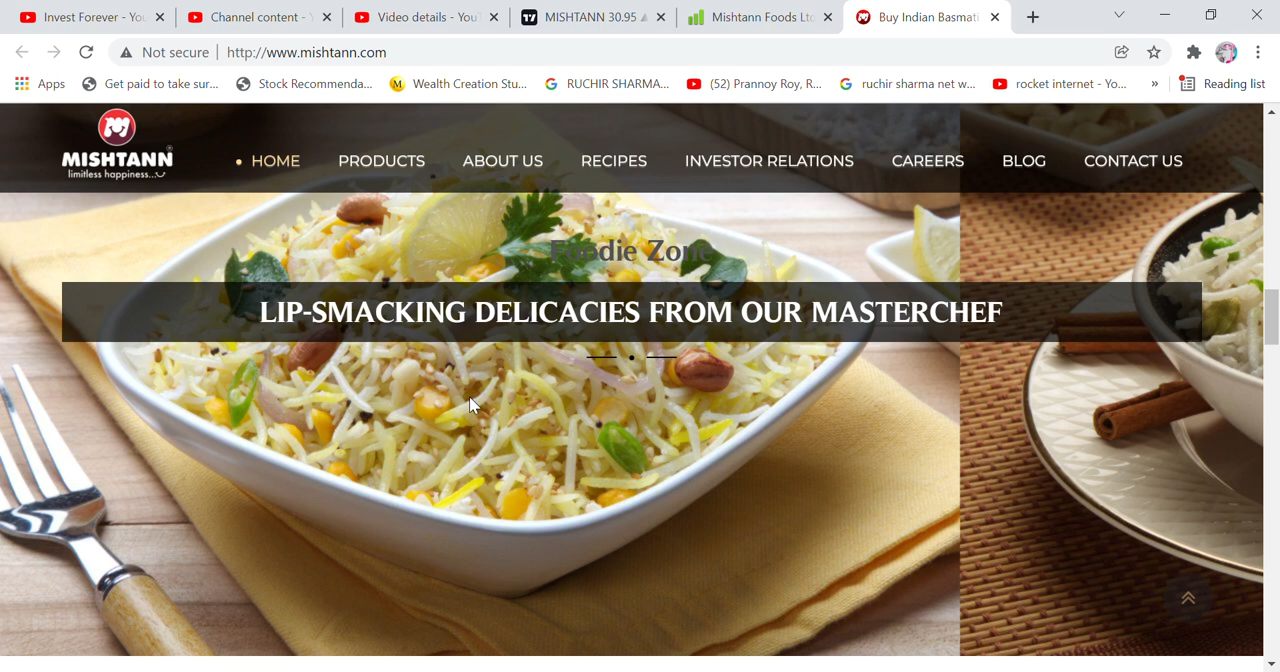 Invest Forever - You
Channel content - Y
Video details - YouT
MISHTANN 30.95
Mishtann Foods Ltd
Buy Indian Basmati
Not secure | http://www.mishtann.com
Apps
Get paid to take sur...
Stock Recommenda...
Wealth Creation Stu...
RUCHIR SHARMA...
(52) Prannoy Roy, R...
ruchir sharma net w...
rocket internet - Yo...
»
Reading list
MISHTANN®
limitless happiness...
• HOME
PRODUCTS
ABOUT US
RECIPES
INVESTOR RELATIONS
CAREERS
BLOG
CONTACT US
Foodie Zone
LIP-SMACKING DELICACIES FROM OUR MASTERCHEF